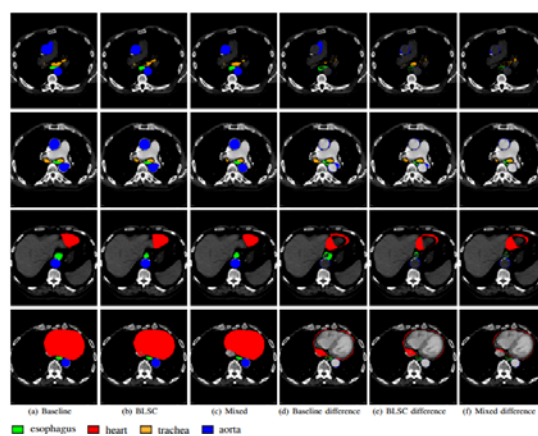 (a) Baseline (b) BLSC (c) Mixed (d) Baseline difference (e) BLSC difference (f) Mixed difference
esophagus heart trachea aorta